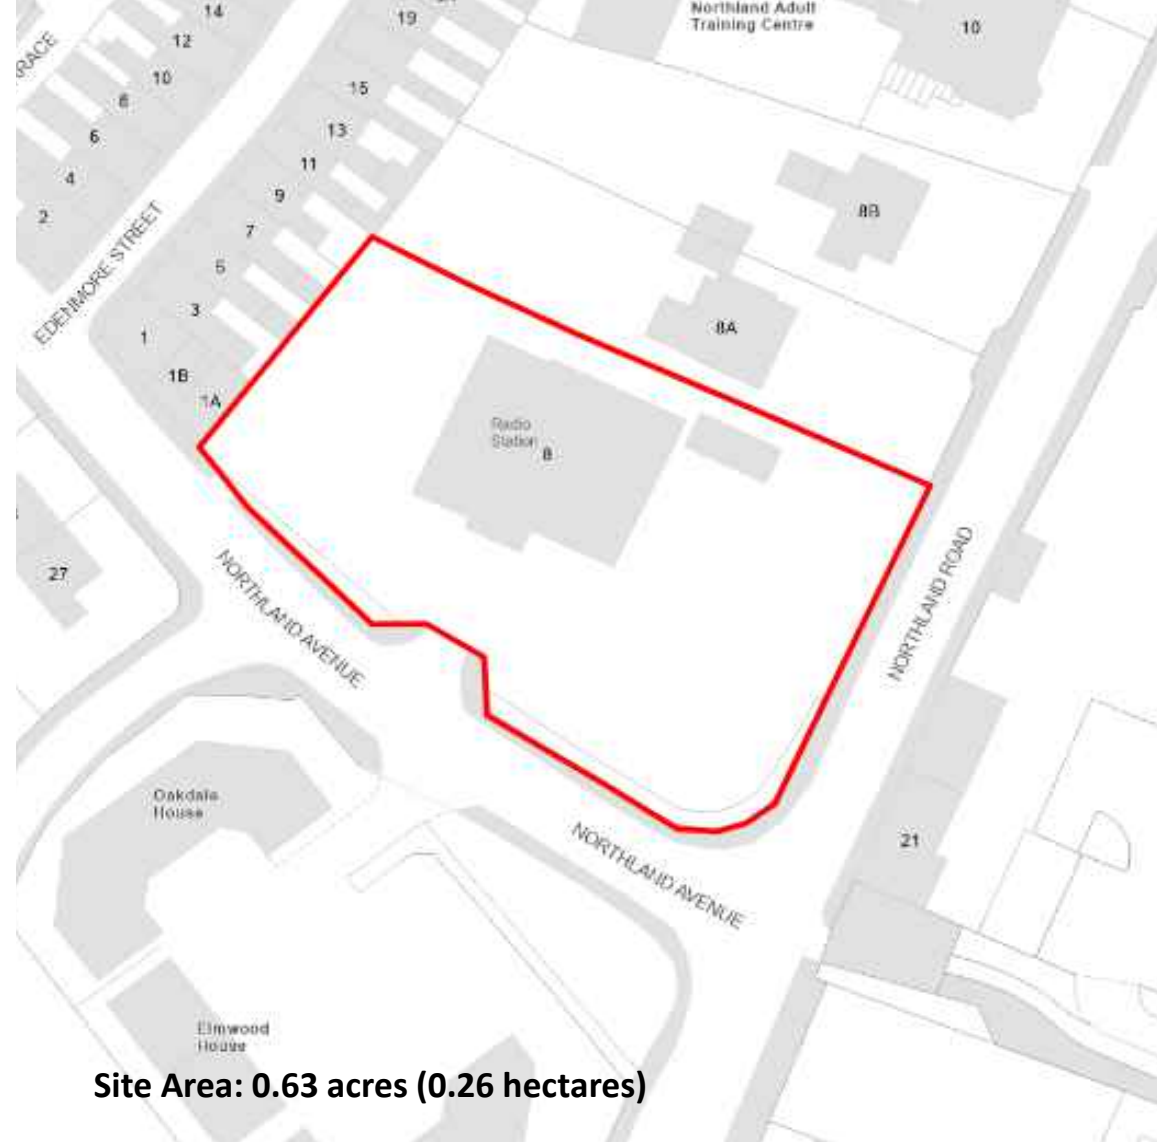 14
12
10
8
6
4
2
19
15
13
11
9
7
5
3
1
1B
1A
EDENMORE STREET
Northland Adult
Training Centre
10
8B
8A
Radio
Station
8
27
NORTHLAND AVENUE
NORTHLAND ROAD
Oakdale
House
NORTHLAND AVENUE
21
Elmwood
House
Site Area: 0.63 acres (0.26 hectares)